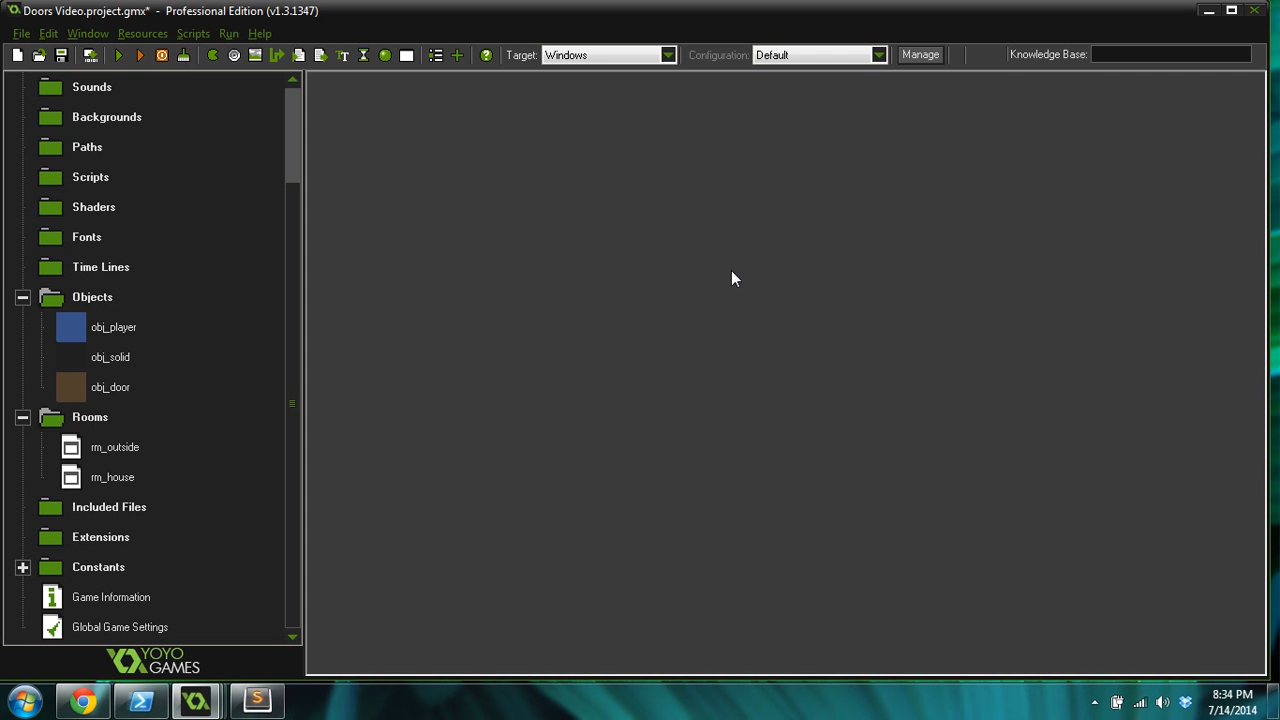 Doors Video.project.gmx* - Professional Edition (v1.3.1347)
File Edit Window Resources Scripts Run Help
Target: Windows Configuration: Default Manage Knowledge Base:
Sounds
Backgrounds
Paths
Scripts
Shaders
Fonts
Time Lines
Objects
obj_player
obj_solid
obj_door
Rooms
rm_outside
rm_house
Included Files
Extensions
Constants
Game Information
Global Game Settings
YOYO
GAMES
8:34 PM
7/14/2014